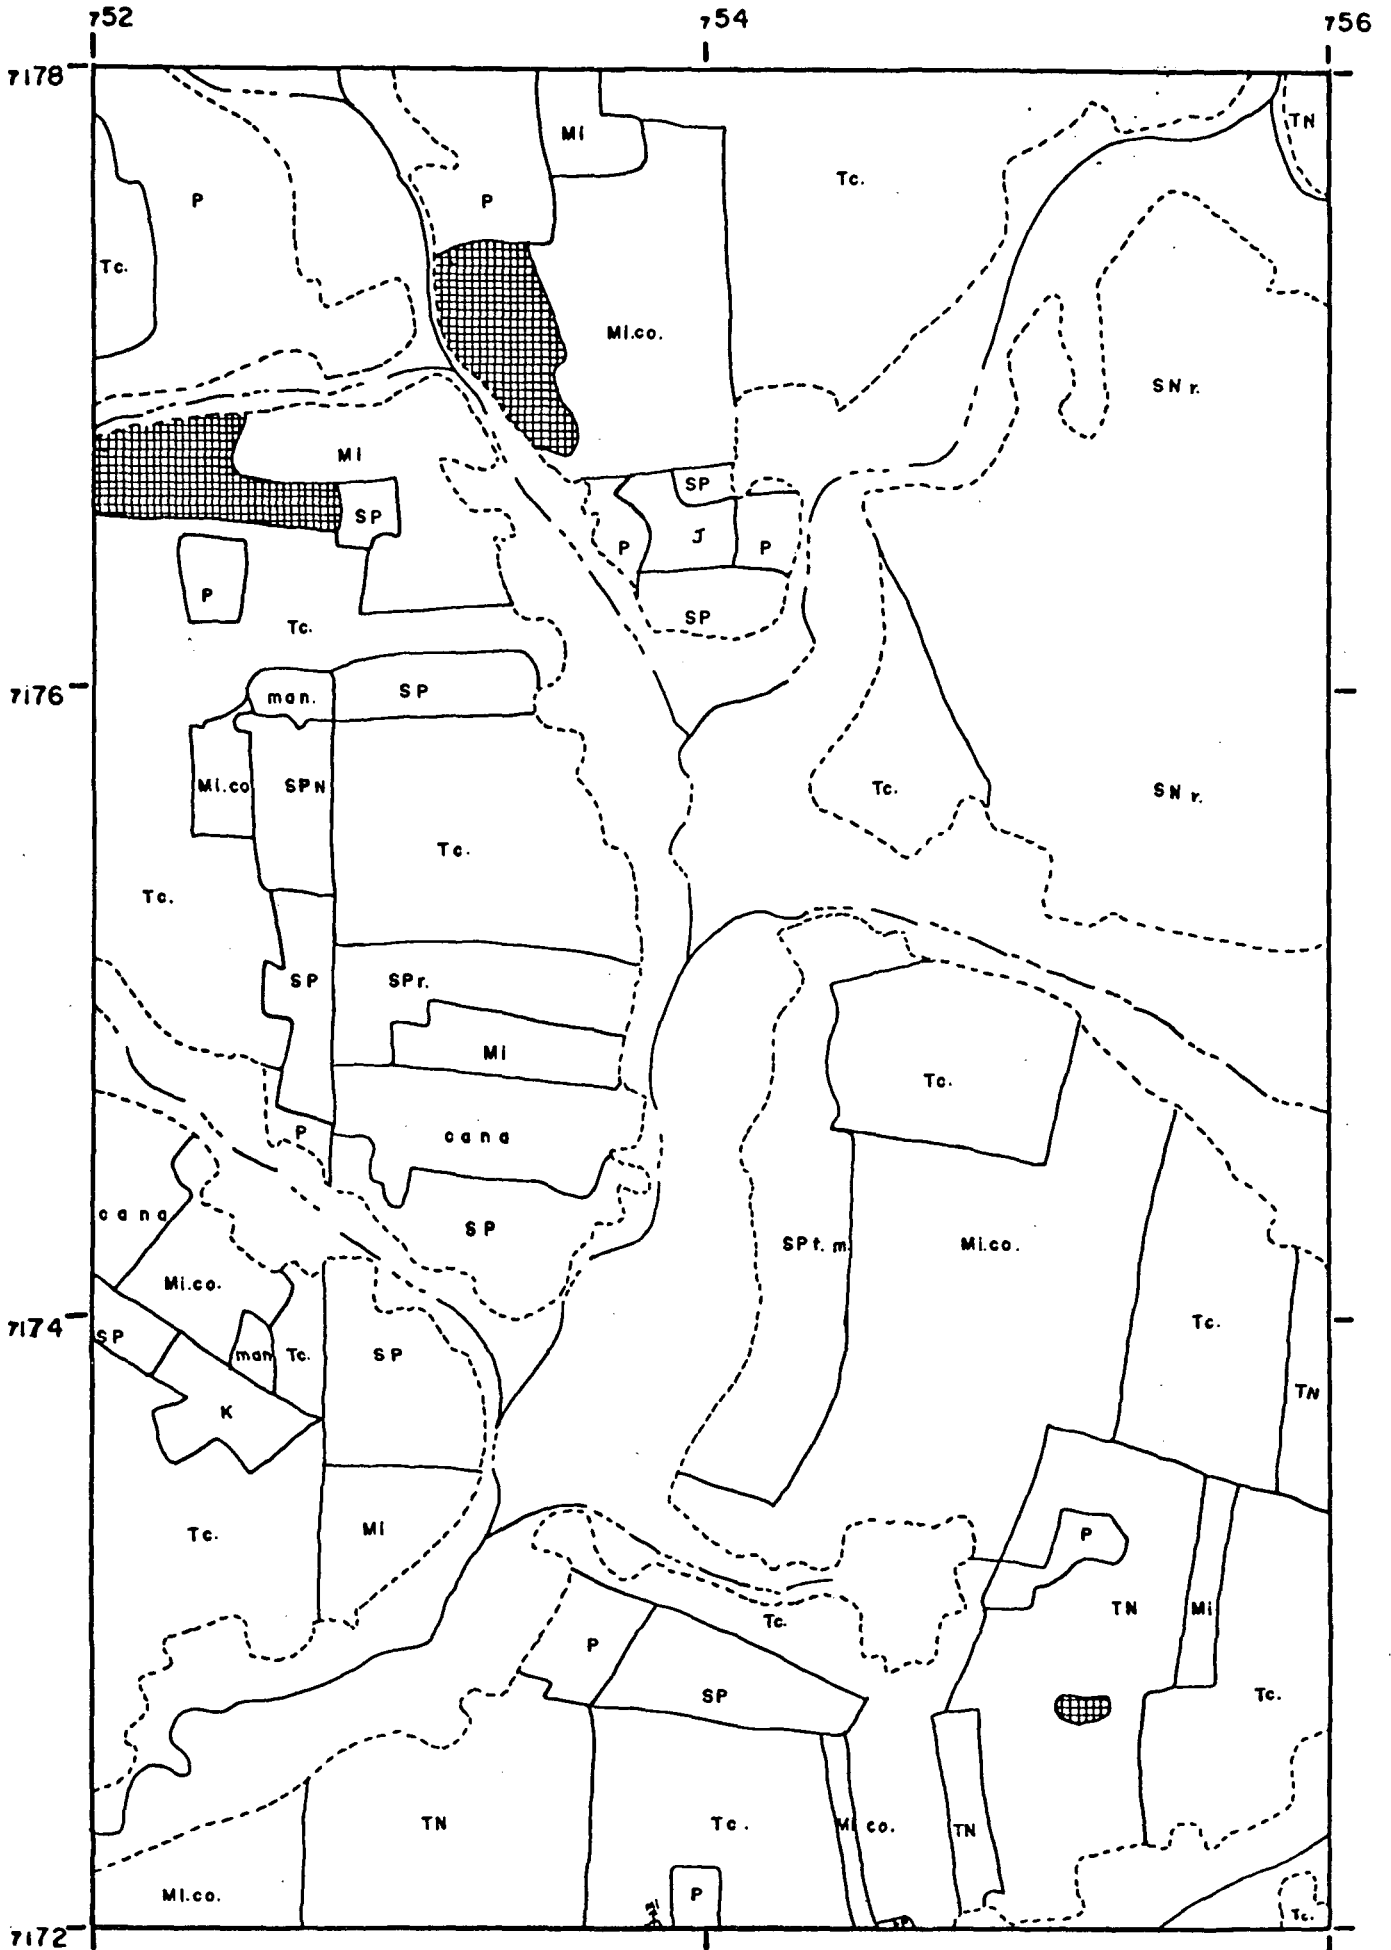 752 754 756
7178
MI TN
Tc.
P P
Tc.
MI.co.
SN r.
MI
SP
SP
J
P P
P
SP
Tc.
7176
man. SP
MI.co SPN Tc. SN r.
Tc.
Tc.
SP SPr.
MI
Tc.
P cana
cana SP SPt. m MI.co.
MI.co.
7174
SP man Tc. SP Tc.
TN
K
Tc. MI P
TN MI
Tc.
P
SP Tc.
TN Tc. MI.co. TN
MI.co. P
SP Tc.
7172